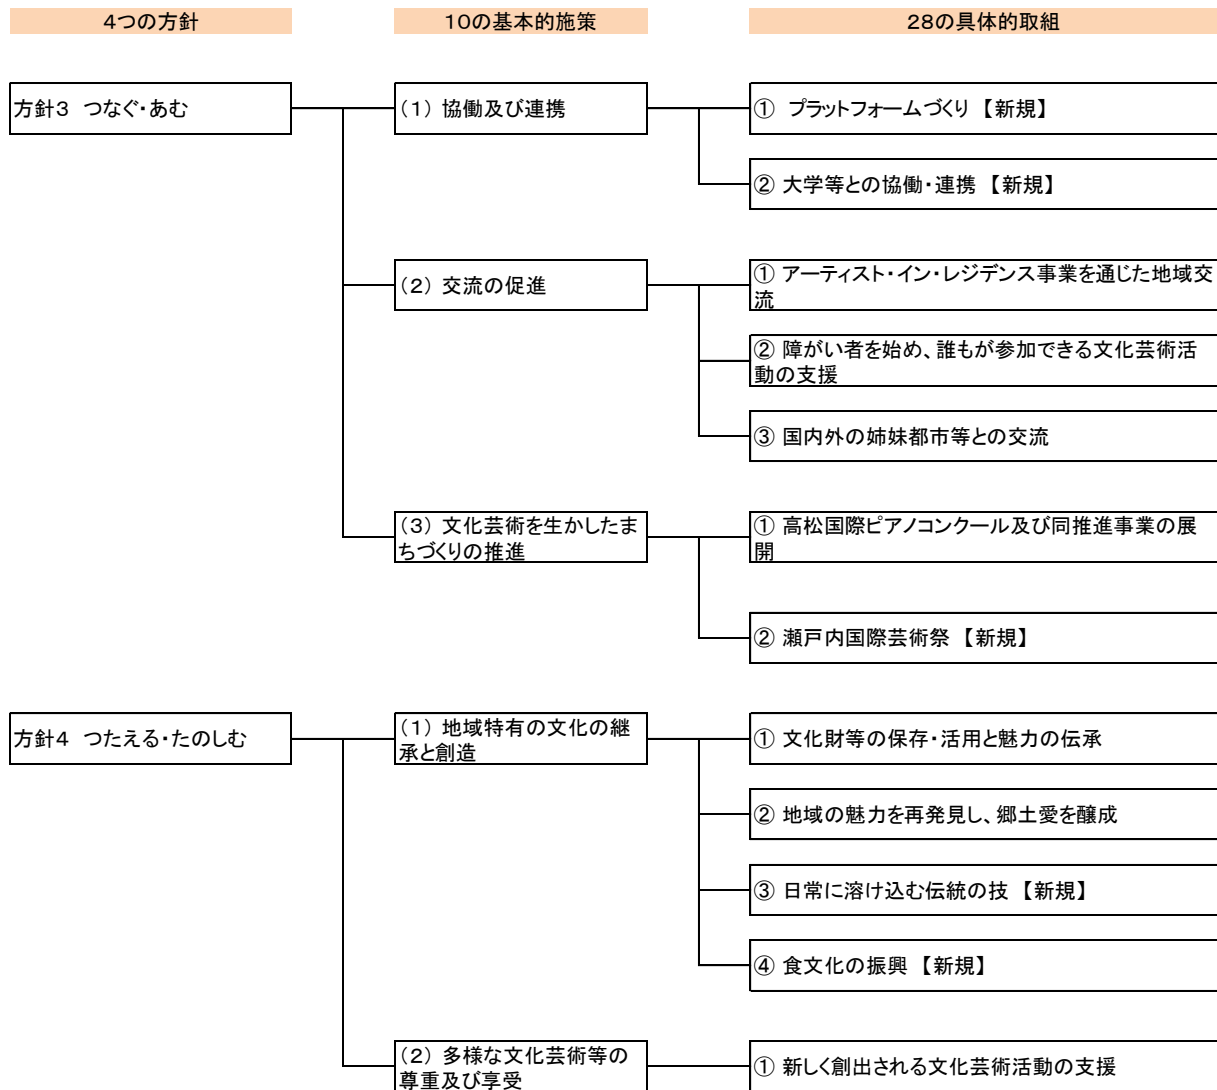 4つの方針
10の基本的施策
28の具体的取組
方針3 つなぐ・あむ
(1) 協働及び連携
① プラットフォームづくり 【新規】
② 大学等との協働・連携 【新規】
(2) 交流の促進
① アーティスト・イン・レジデンス事業を通じた地域交
流
② 障がい者を始め、誰もが参加できる文化芸術活
動の支援
③ 国内外の姉妹都市等との交流
(3) 文化芸術を生かしたま
ちづくりの推進
① 高松国際ピアノコンクール及び同推進事業の展
開
② 瀬戸内国際芸術祭 【新規】
方針4 つたえる・たのしむ
(1) 地域特有の文化の継
承と創造
① 文化財等の保存・活用と魅力の伝承
② 地域の魅力を再発見し、郷土愛を醸成
③ 日常に溶け込む伝統の技 【新規】
④ 食文化の振興 【新規】
(2) 多様な文化芸術等の
尊重及び享受
① 新しく創出される文化芸術活動の支援